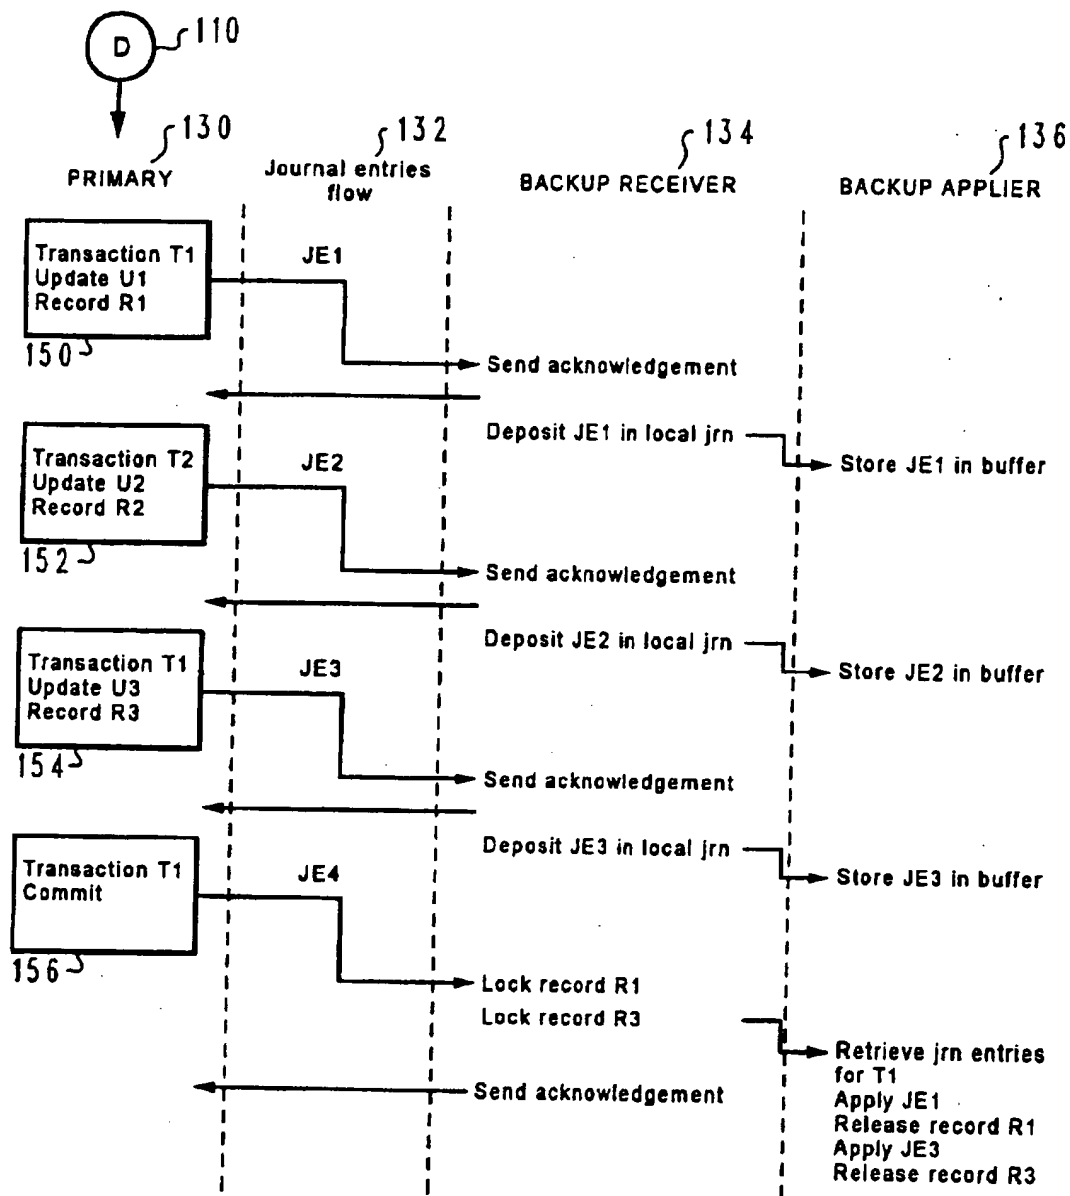 D
110
130
132
134
136
PRIMARY
Journal entries
flow
BACKUP RECEIVER
BACKUP APPLIER
Transaction T1
Update U1
Record R1
JE1
150
Send acknowledgement
Deposit JE1 in local jrn
Store JE1 in buffer
Transaction T2
Update U2
Record R2
JE2
152
Send acknowledgement
Deposit JE2 in local jrn
Store JE2 in buffer
Transaction T1
Update U3
Record R3
JE3
154
Send acknowledgement
Deposit JE3 in local jrn
Store JE3 in buffer
Transaction T1
Commit
JE4
156
Lock record R1
Lock record R3
Retrieve jrn entries
for T1
Apply JE1
Release record R1
Apply JE3
Release record R3
Send acknowledgement